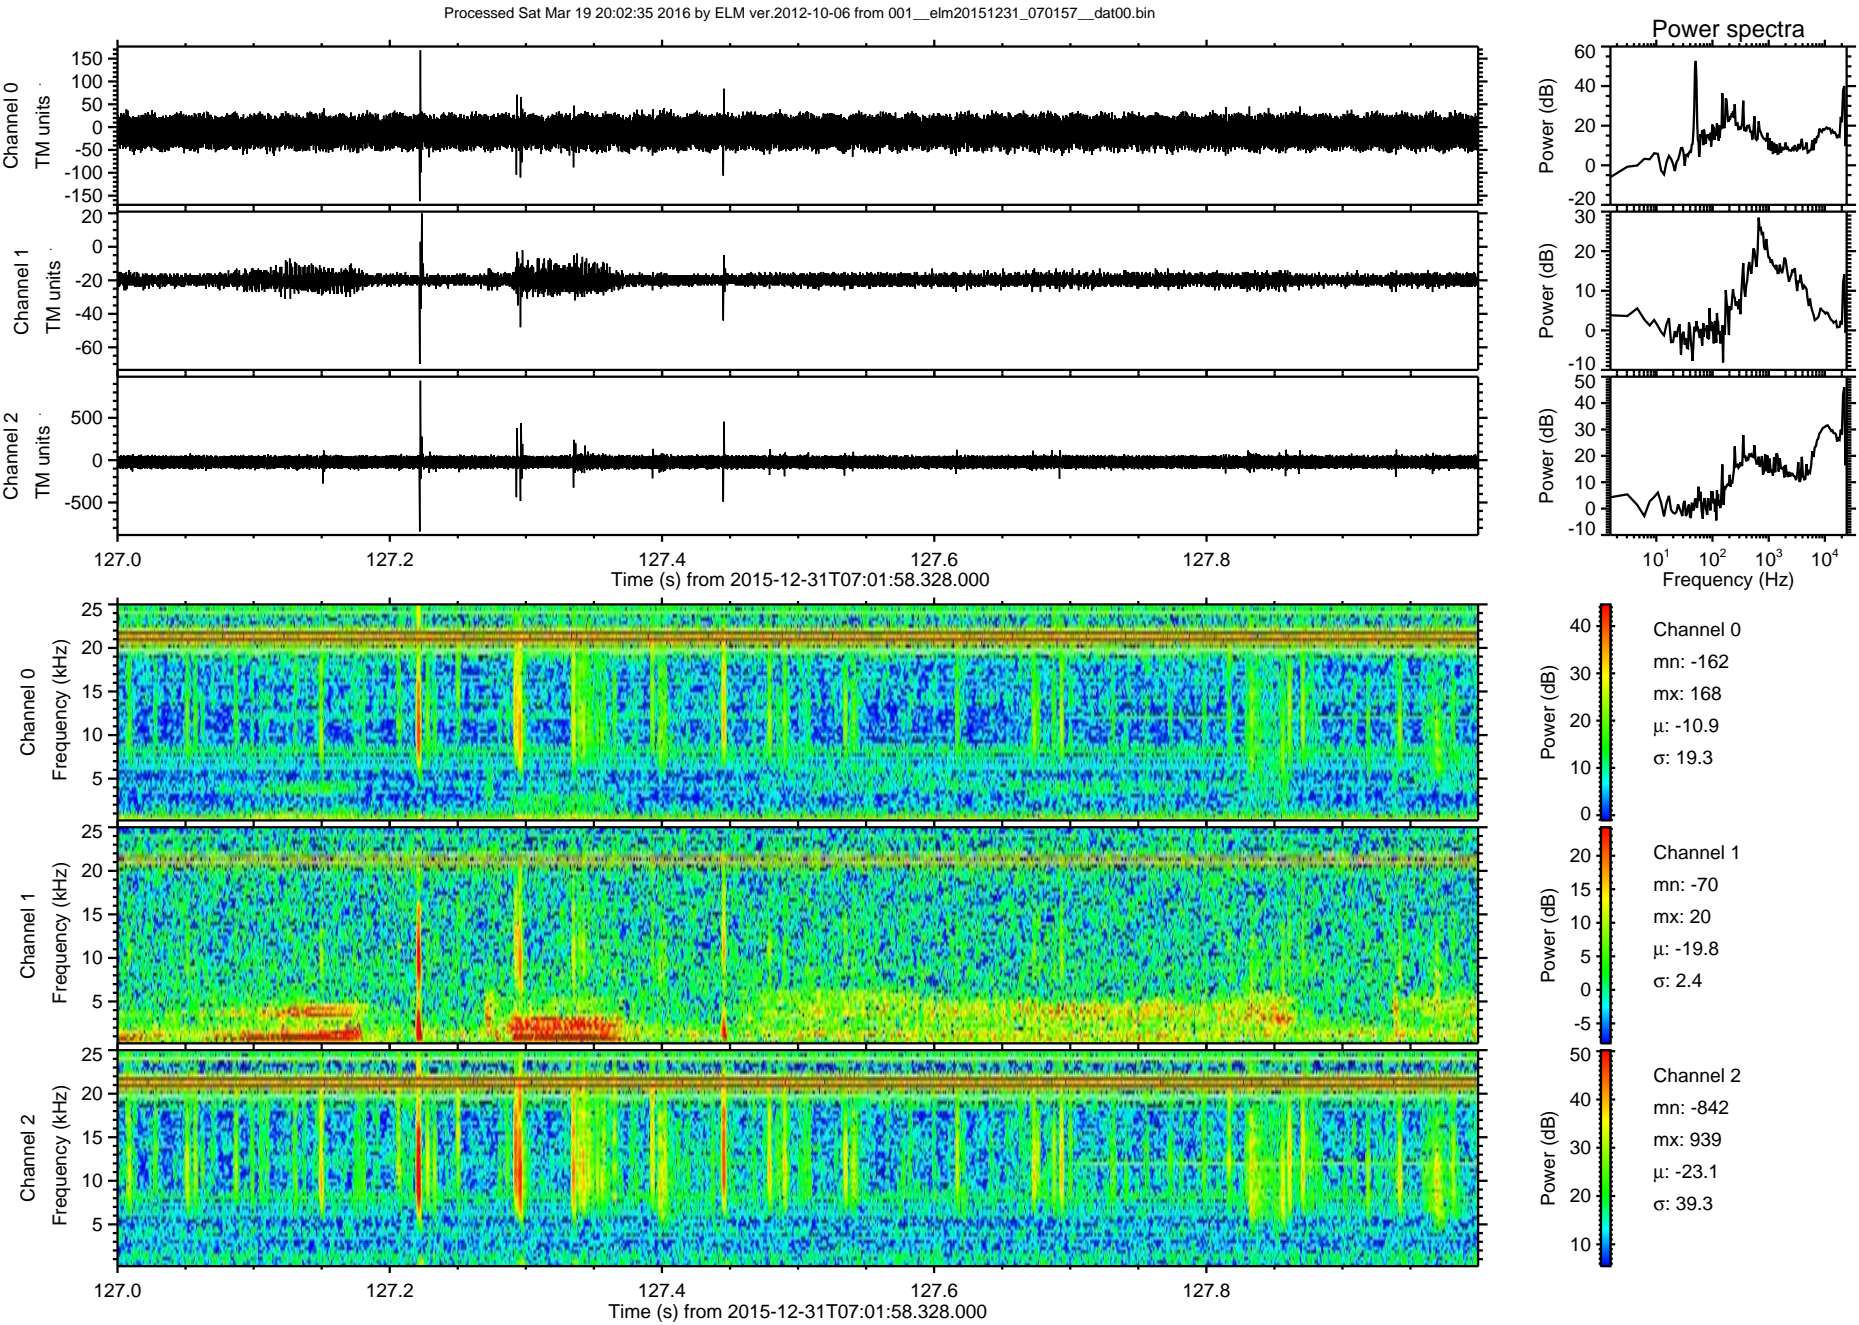 Processed Sat Mar 19 20:02:35 2016 by ELM ver.2012-10-06 from 001__elm20151231_070157__dat00.bin
Power spectra
Channel 0
TM units
150
100
50
0
-50
-100
-150
Power (dB)
60
40
20
0
-20
Channel 1
TM units
20
0
-20
-40
-60
Power (dB)
30
20
10
0
-10
Channel 2
TM units
500
0
-500
Power (dB)
50
40
30
20
10
0
-10
127.0 127.2 127.4 127.6 127.8
Time (s) from 2015-12-31T07:01:58.328.000
10¹ 10² 10³ 10⁴
Frequency (Hz)
Channel 0
Frequency (kHz)
25
20
15
10
5
Power (dB)
40
30
20
10
0
Channel 0
mn: -162
mx: 168
μ: -10.9
σ: 19.3
Channel 1
Frequency (kHz)
25
20
15
10
5
Power (dB)
20
15
10
5
0
-5
Channel 1
mn: -70
mx: 20
μ: -19.8
σ: 2.4
Channel 2
Frequency (kHz)
25
20
15
10
5
Power (dB)
50
40
30
20
10
Channel 2
mn: -842
mx: 939
μ: -23.1
σ: 39.3
127.0 127.2 127.4 127.6 127.8
Time (s) from 2015-12-31T07:01:58.328.000